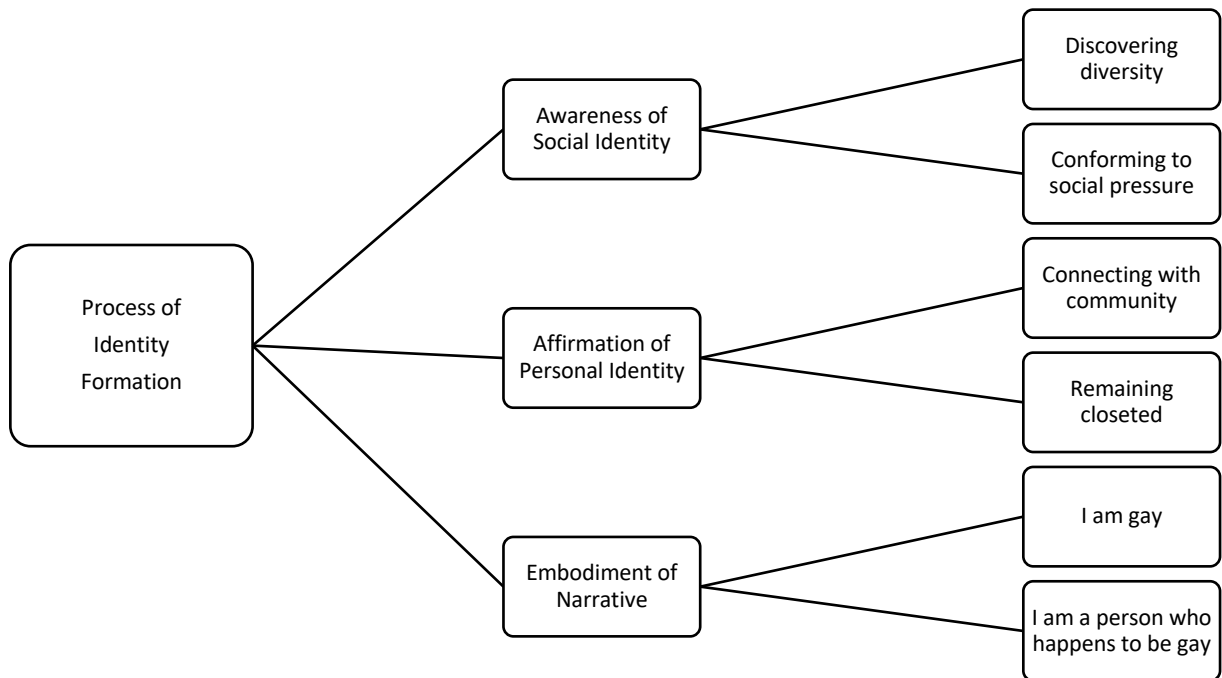 Process of
Identity
Formation
Awareness of
Social Identity
Discovering
diversity
Conforming to
social pressure
Affirmation of
Personal Identity
Connecting with
community
Remaining
closeted
Embodiment of
Narrative
I am gay
I am a person who
happens to be gay